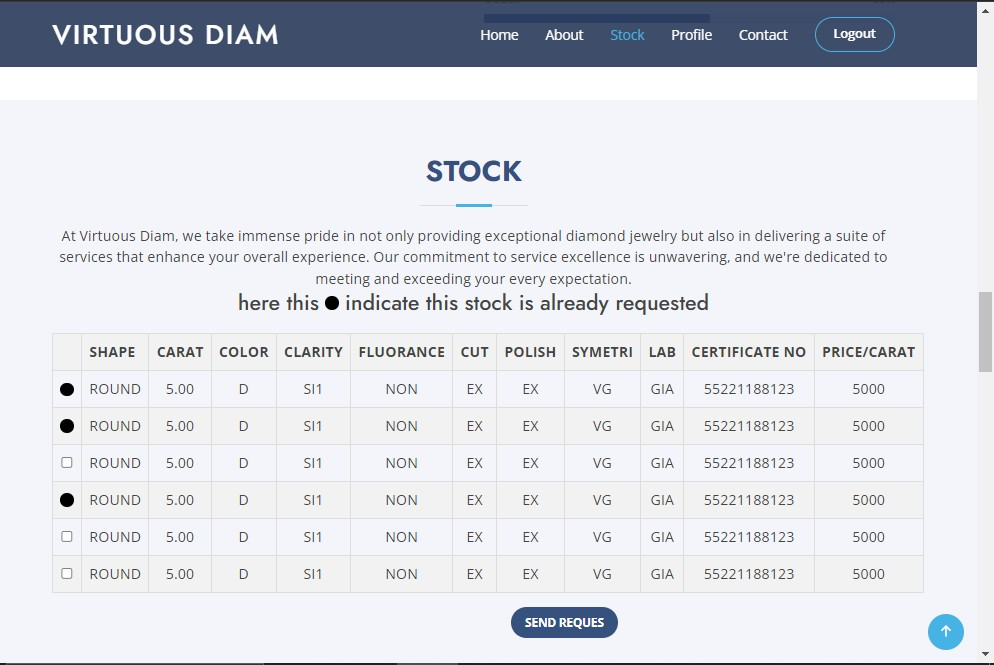 VIRTUOUS DIAM
Home About Stock Profile Contact Logout
STOCK
At Virtuous Diam, we take immense pride in not only providing exceptional diamond jewelry but also in delivering a suite of
services that enhance your overall experience. Our commitment to service excellence is unwavering, and we're dedicated to
meeting and exceeding your every expectation.
here this ● indicate this stock is already requested
SHAPE CARAT COLOR CLARITY FLUORANCE CUT POLISH SYMETRI LAB CERTIFICATE NO PRICE/CARAT
ROUND 5.00 D SI1 NON EX EX VG GIA 55221188123 5000
ROUND 5.00 D SI1 NON EX EX VG GIA 55221188123 5000
ROUND 5.00 D SI1 NON EX EX VG GIA 55221188123 5000
ROUND 5.00 D SI1 NON EX EX VG GIA 55221188123 5000
ROUND 5.00 D SI1 NON EX EX VG GIA 55221188123 5000
ROUND 5.00 D SI1 NON EX EX VG GIA 55221188123 5000
SEND REQUES